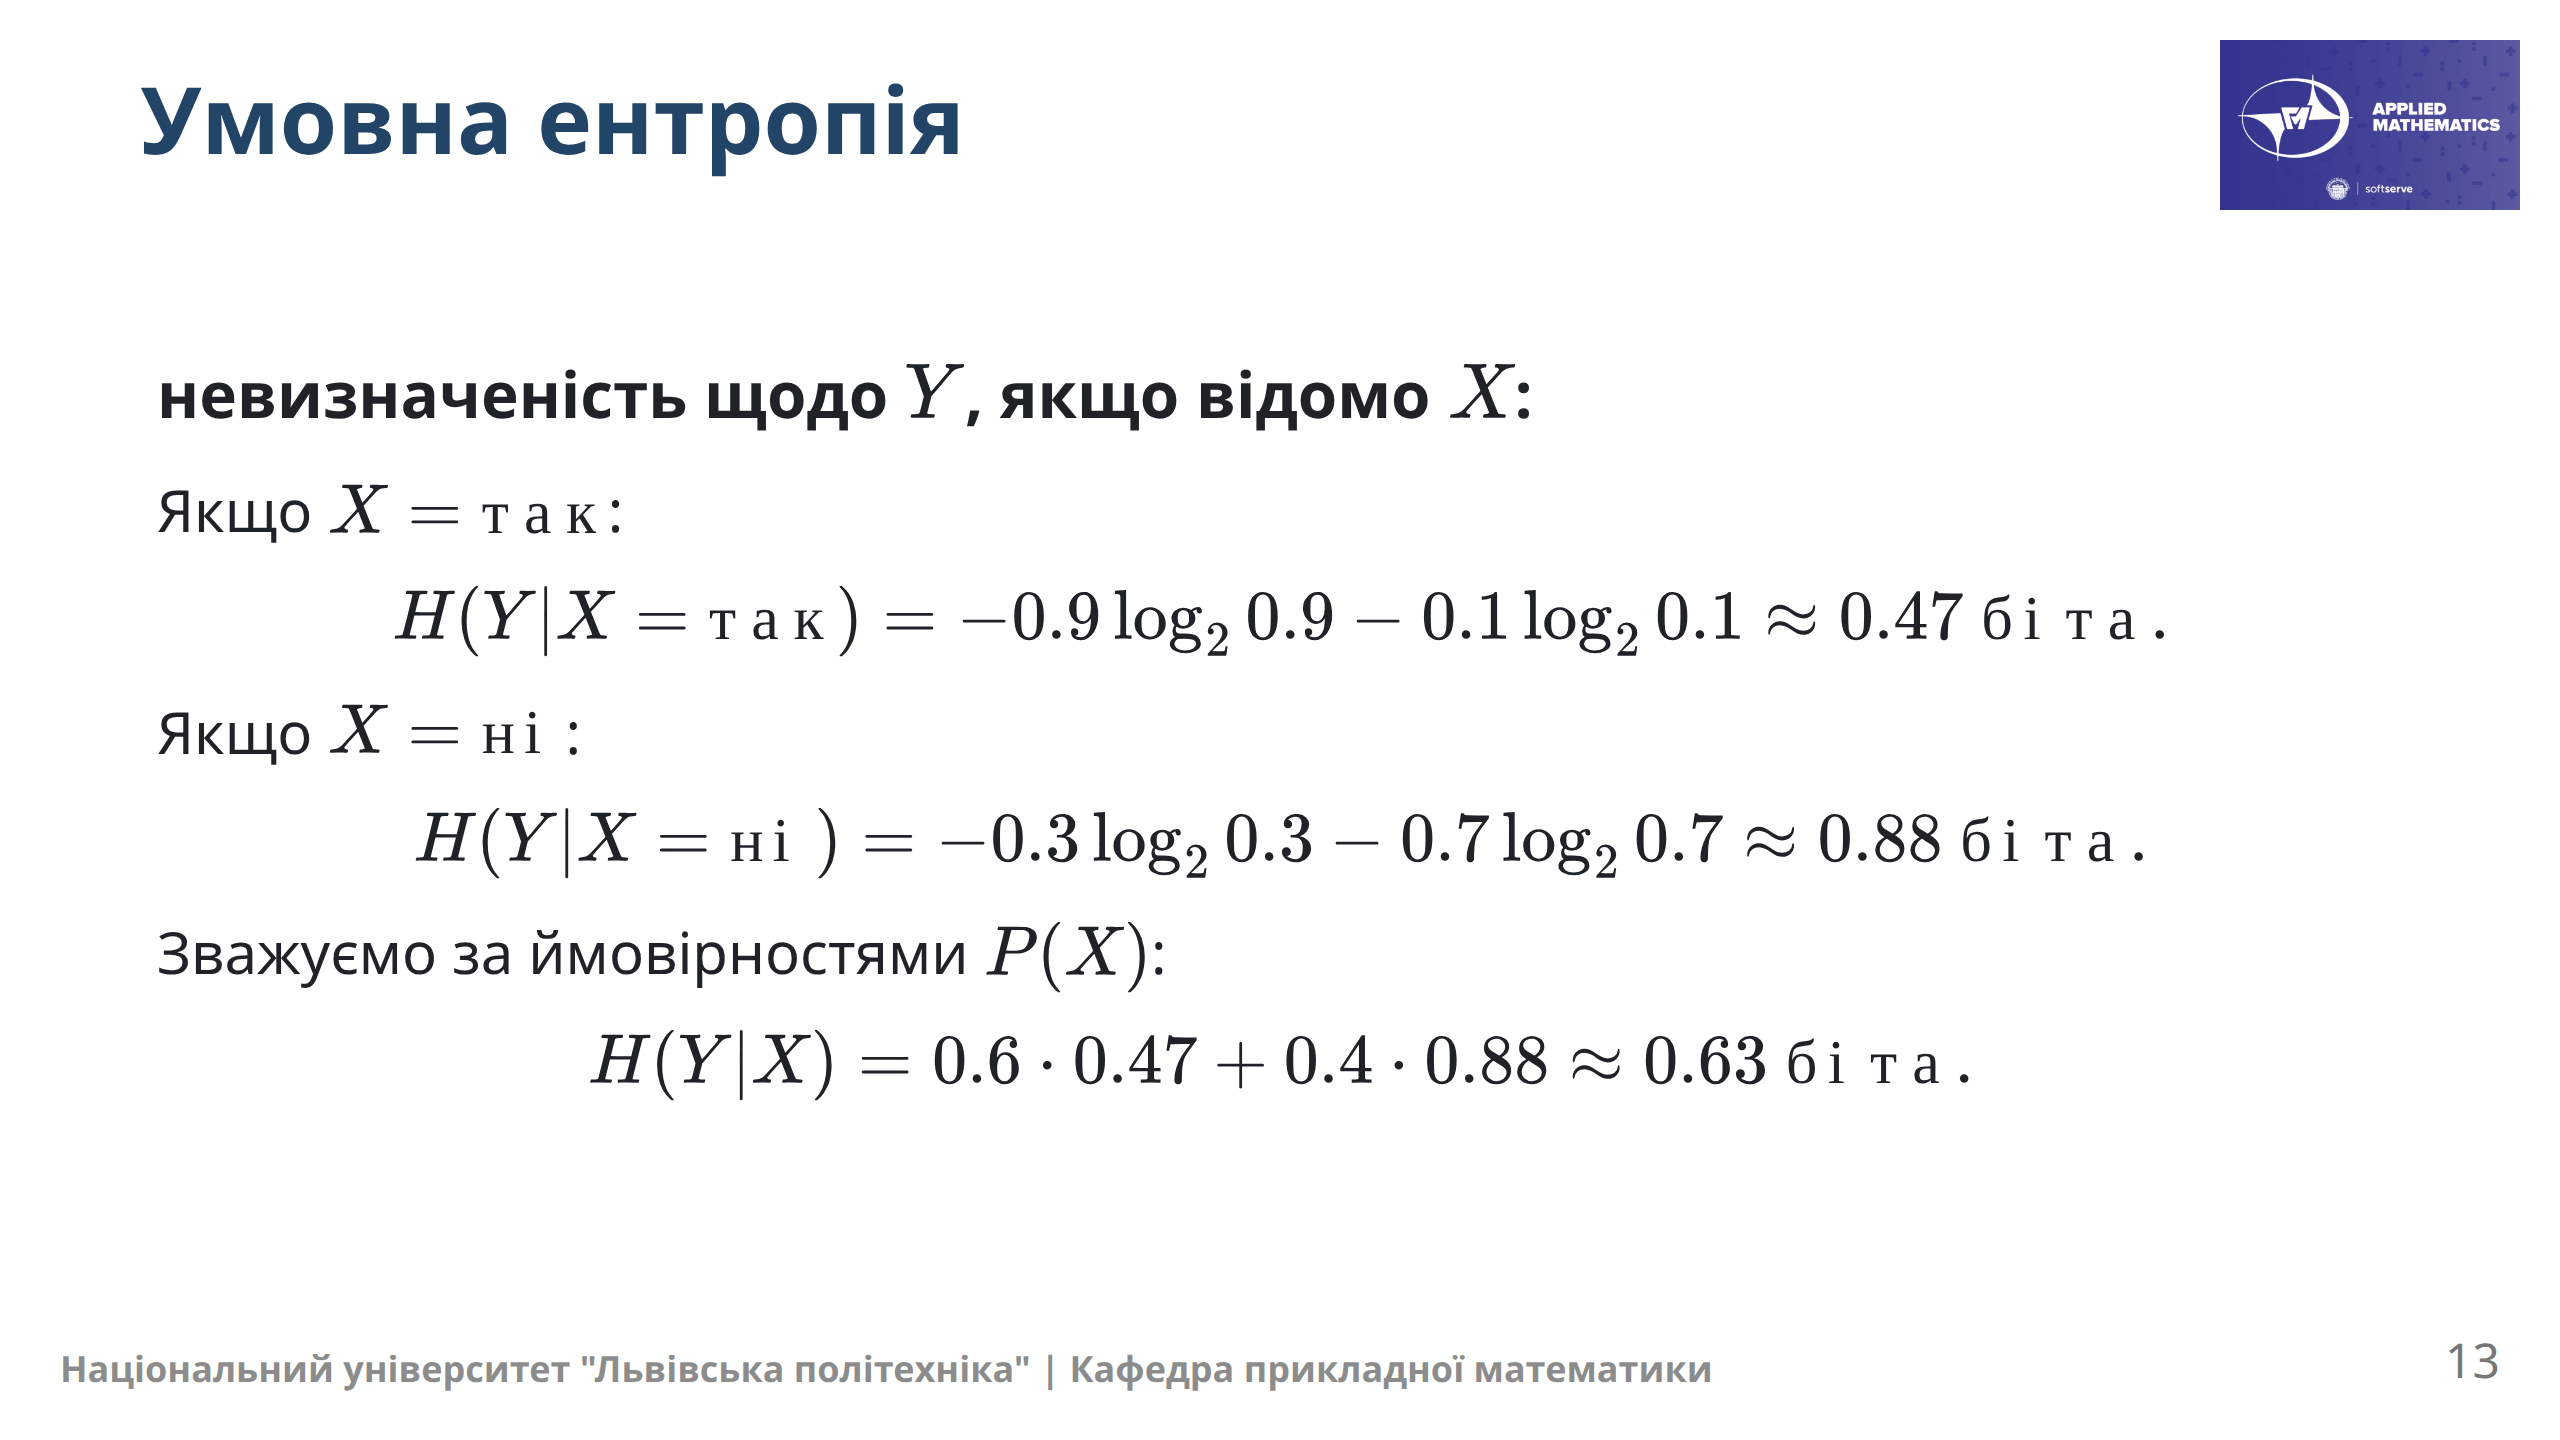 Умовна ентропія
APPLIED
MATHEMATICS
softserve
невизначеність щодо Y, якщо відомо X:
Якщо X = так:
H(Y|X = так) = −0.9 log₂ 0.9 − 0.1 log₂ 0.1 ≈ 0.47 біта.
Якщо X = ні :
H(Y|X = ні ) = −0.3 log₂ 0.3 − 0.7 log₂ 0.7 ≈ 0.88 біта.
Зважуємо за ймовірностями P(X):
H(Y|X) = 0.6 · 0.47 + 0.4 · 0.88 ≈ 0.63 біта.
Національний університет "Львівська політехніка" | Кафедра прикладної математики
13